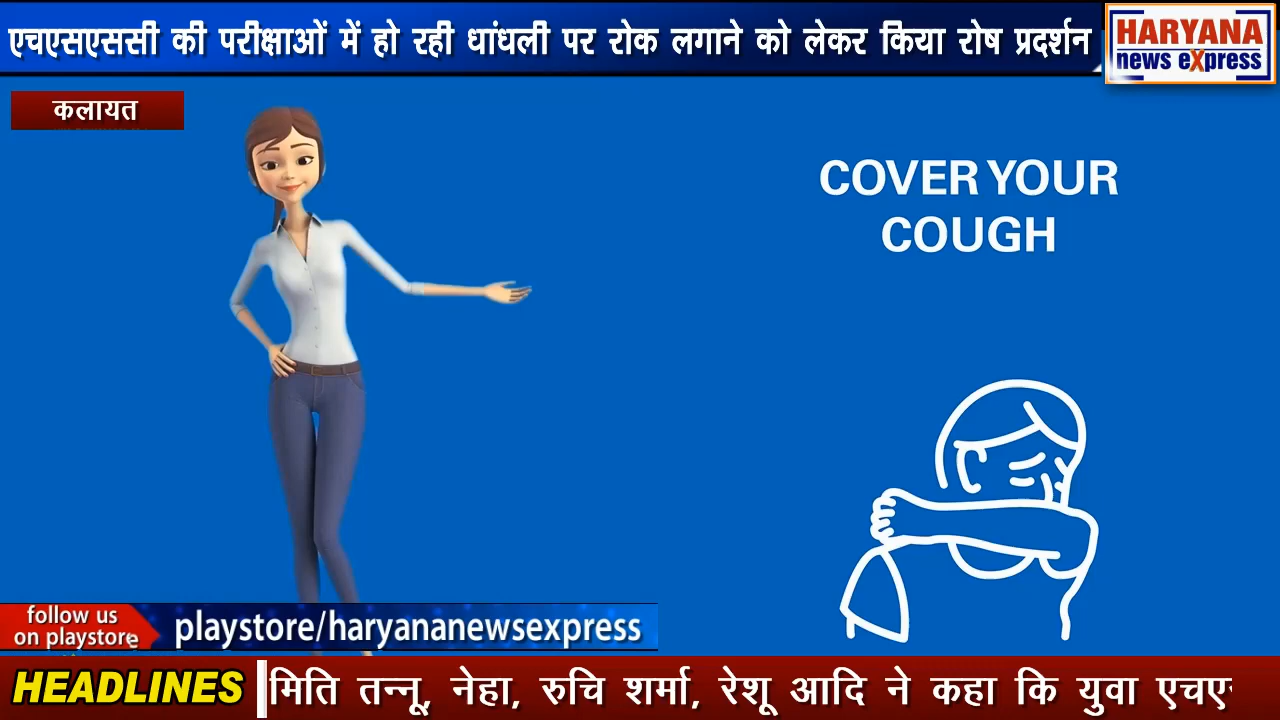 एचएसएससी की परीक्षाओं में हो रही धांधली पर रोक लगाने को लेकर किया रोष प्रदर्शन
HARYANA
news eXpress
कलायत
COVER YOUR
COUGH
follow us
on playstore
playstore/haryananewsexpress
HEADLINES
मिति तन्नू, नेहा, रुचि शर्मा, रेशू आदि ने कहा कि युवा